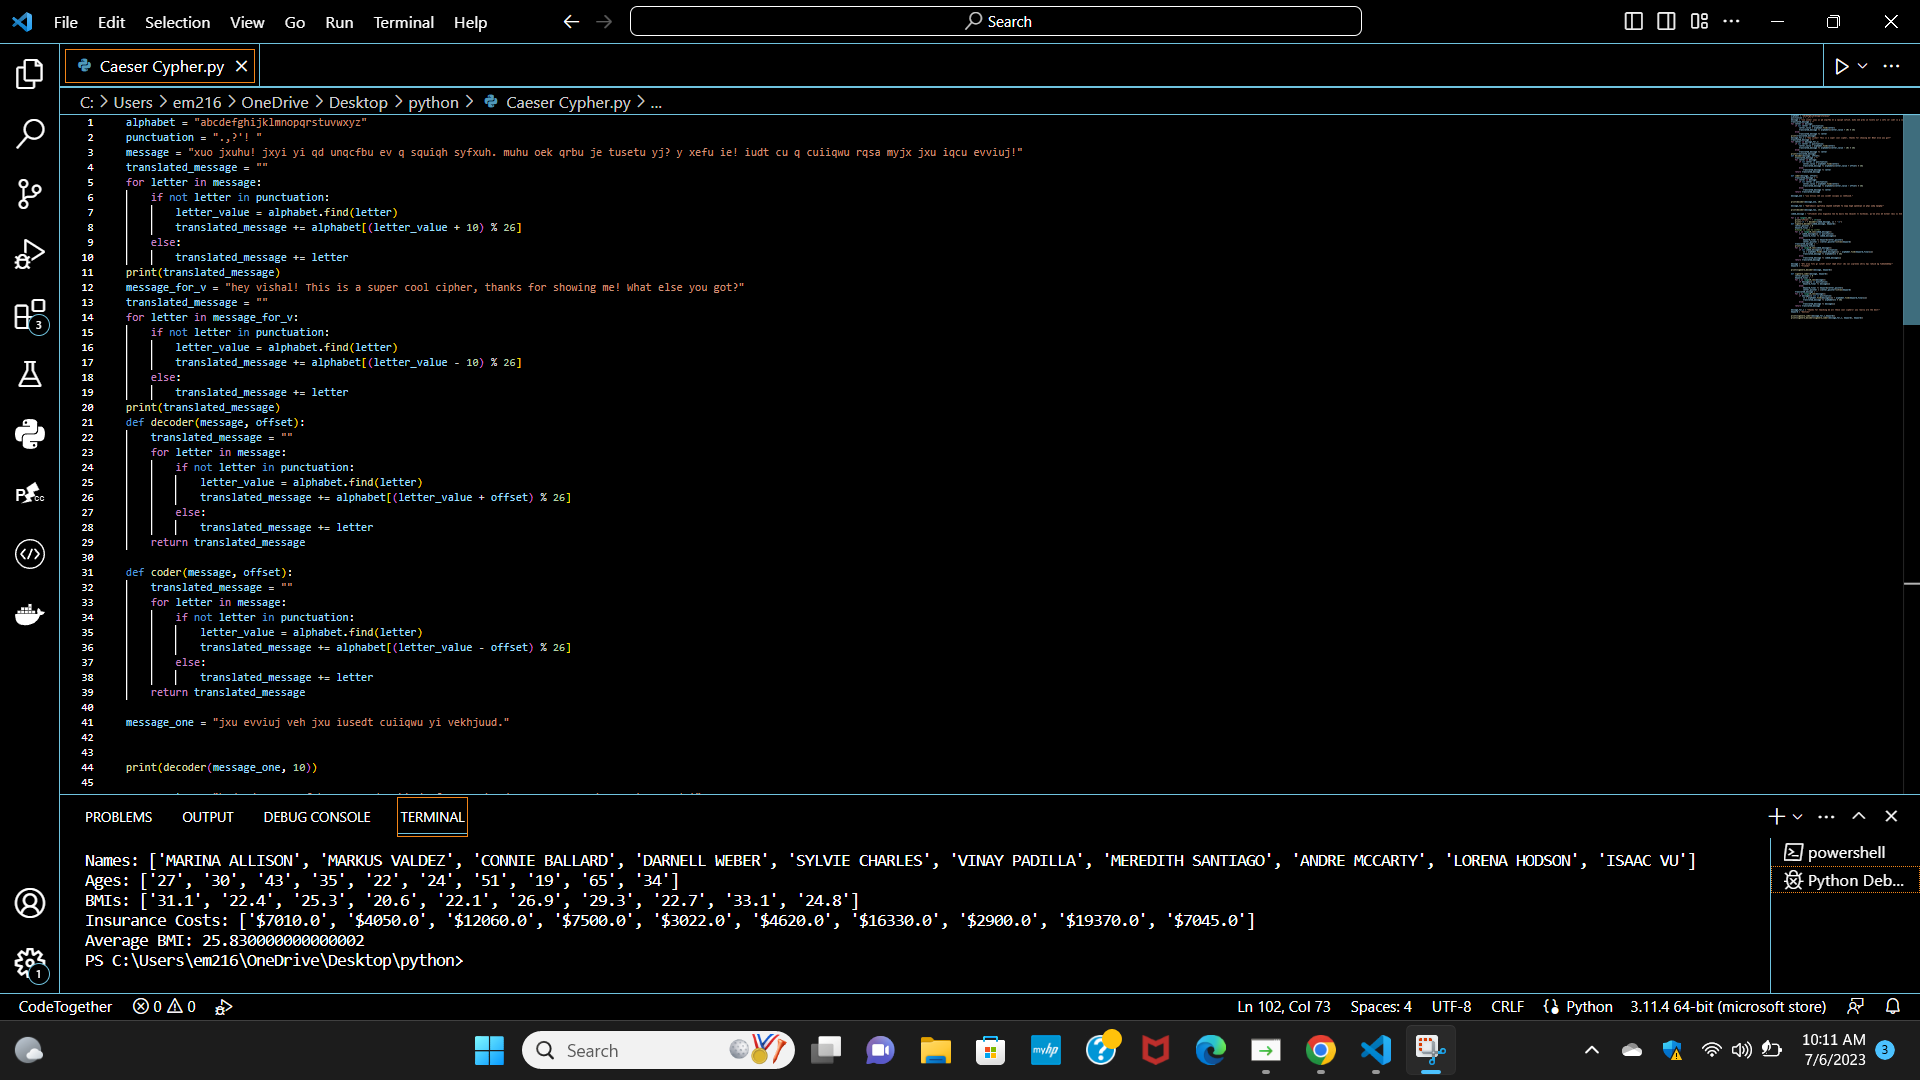 File Edit Selection View Go Run Terminal Help Search
Caeser Cypher.py
C: > Users > em216 > OneDrive > Desktop > python > Caeser Cypher.py > ...
1 alphabet = "abcdefghijklmnopqrstuvwxyz"
2 punctuation = ".,?'! "
3 message = "xuo jxuhu! jxyi yi qd unqcfbu ev q squiqh syfxuh. muhu oek qrbu je tusetu yj? y xefu ie! iudt cu q cuiiqwu rqsa myjx jxu iqcu evviuj!"
4 translated_message = ""
5 for letter in message:
6 if not letter in punctuation:
7 letter_value = alphabet.find(letter)
8 translated_message += alphabet[(letter_value + 10) % 26]
9 else:
10 translated_message += letter
11 print(translated_message)
12 message_for_v = "hey vishal! This is a super cool cipher, thanks for showing me! What else you got?"
13 translated_message = ""
14 for letter in message_for_v:
15 if not letter in punctuation:
16 letter_value = alphabet.find(letter)
17 translated_message += alphabet[(letter_value - 10) % 26]
18 else:
19 translated_message += letter
20 print(translated_message)
21 def decoder(message, offset):
22 translated_message = ""
23 for letter in message:
24 if not letter in punctuation:
25 letter_value = alphabet.find(letter)
26 translated_message += alphabet[(letter_value + offset) % 26]
27 else:
28 translated_message += letter
29 return translated_message
30
31 def coder(message, offset):
32 translated_message = ""
33 for letter in message:
34 if not letter in punctuation:
35 letter_value = alphabet.find(letter)
36 translated_message += alphabet[(letter_value - offset) % 26]
37 else:
38 translated_message += letter
39 return translated_message
40
41 message_one = "jxu evviuj veh jxu iusedt cuiiqwu yi vekhjuud."
42
43
44 print(decoder(message_one, 10))
45
3
PROBLEMS OUTPUT DEBUG CONSOLE TERMINAL
Names: ['MARINA ALLISON', 'MARKUS VALDEZ', 'CONNIE BALLARD', 'DARNELL WEBER', 'SYLVIE CHARLES', 'VINAY PADILLA', 'MEREDITH SANTIAGO', 'ANDRE MCCARTY', 'LORENA HODSON', 'ISAAC VU']
Ages: ['27', '30', '43', '35', '22', '24', '51', '19', '65', '34']
BMIs: ['31.1', '22.4', '25.3', '20.6', '22.1', '26.9', '29.3', '22.7', '33.1', '24.8']
Insurance Costs: ['$7010.0', '$4050.0', '$12060.0', '$7500.0', '$3022.0', '$4620.0', '$16330.0', '$2900.0', '$19370.0', '$7045.0']
Average BMI: 25.830000000000002
PS C:\Users\em216\OneDrive\Desktop\python>
powershell
Python Deb...
1
CodeTogether 0 0 Ln 102, Col 73 Spaces: 4 UTF-8 CRLF Python 3.11.4 64-bit (microsoft store)
Search
myhp
10:11 AM
7/6/2023
3